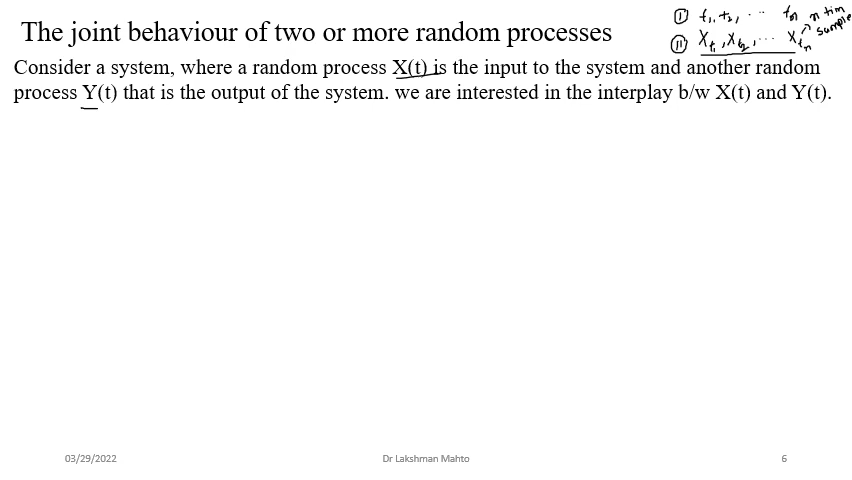 The joint behaviour of two or more random processes
① t₁, t₂, ... tₙ n tim
sample
② Xt₁, Xt₂, ... Xtₙ
Consider a system, where a random process X(t) is the input to the system and another random
process Y(t) that is the output of the system. we are interested in the interplay b/w X(t) and Y(t).
03/29/2022 Dr Lakshman Mahto 6